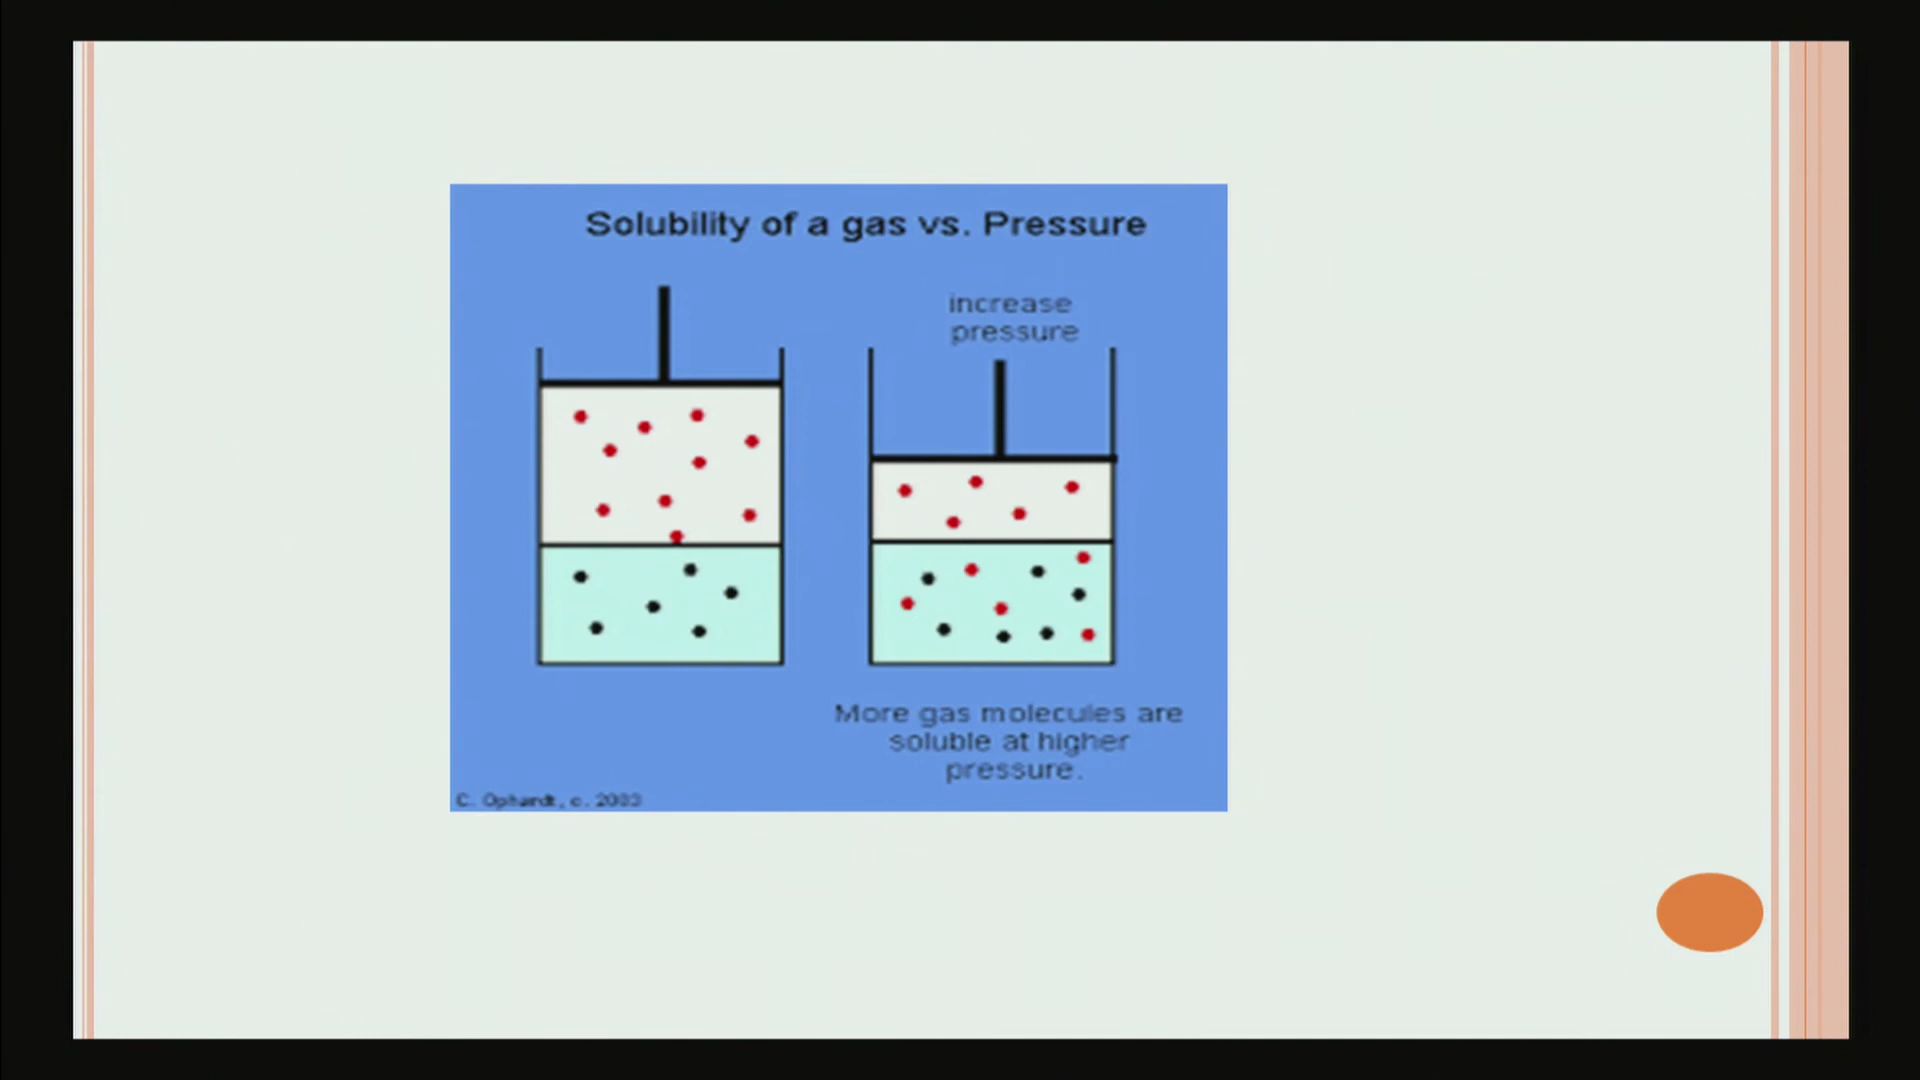 Solubility of a gas vs. Pressure
increase
pressure
More gas molecules are
soluble at higher
pressure.
C. Ophardt, c. 2003